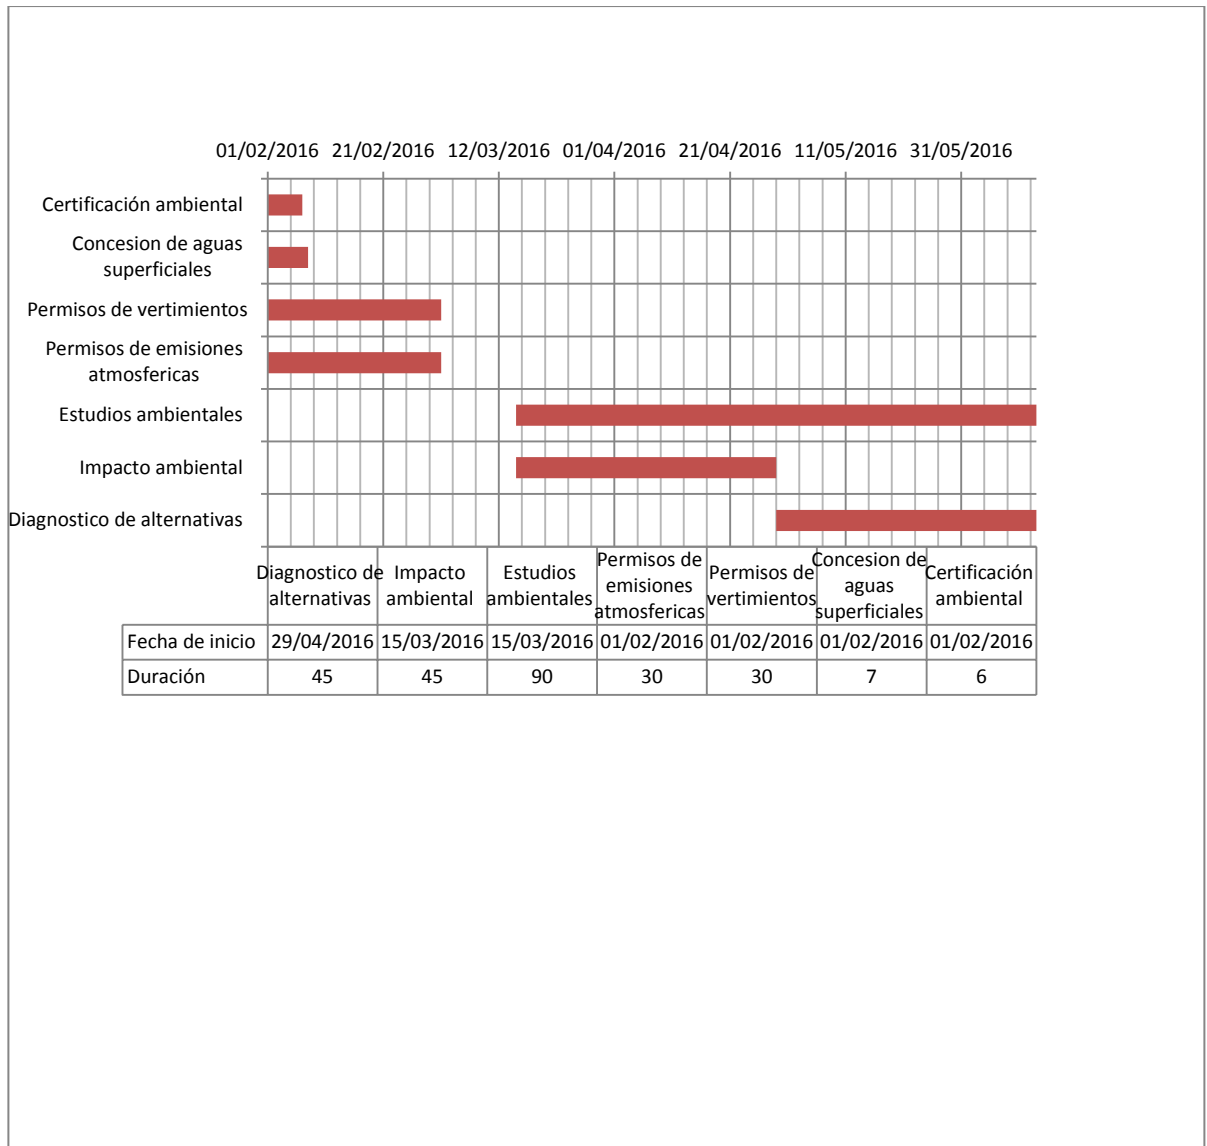 01/02/2016 21/02/2016 12/03/2016 01/04/2016 21/04/2016 11/05/2016 31/05/2016
Certificación ambiental
Concesion de aguas
superficiales
Permisos de vertimientos
Permisos de emisiones
atmosfericas
Estudios ambientales
Impacto ambiental
Diagnostico de alternativas
Diagnostico de
alternativas
Impacto
ambiental
Estudios
ambientales
Permisos de
emisiones
atmosfericas
Permisos de
vertimientos
Concesion de
aguas
superficiales
Certificación
ambiental
Fecha de inicio 29/04/2016 15/03/2016 15/03/2016 01/02/2016 01/02/2016 01/02/2016 01/02/2016
Duración 45 45 90 30 30 7 6